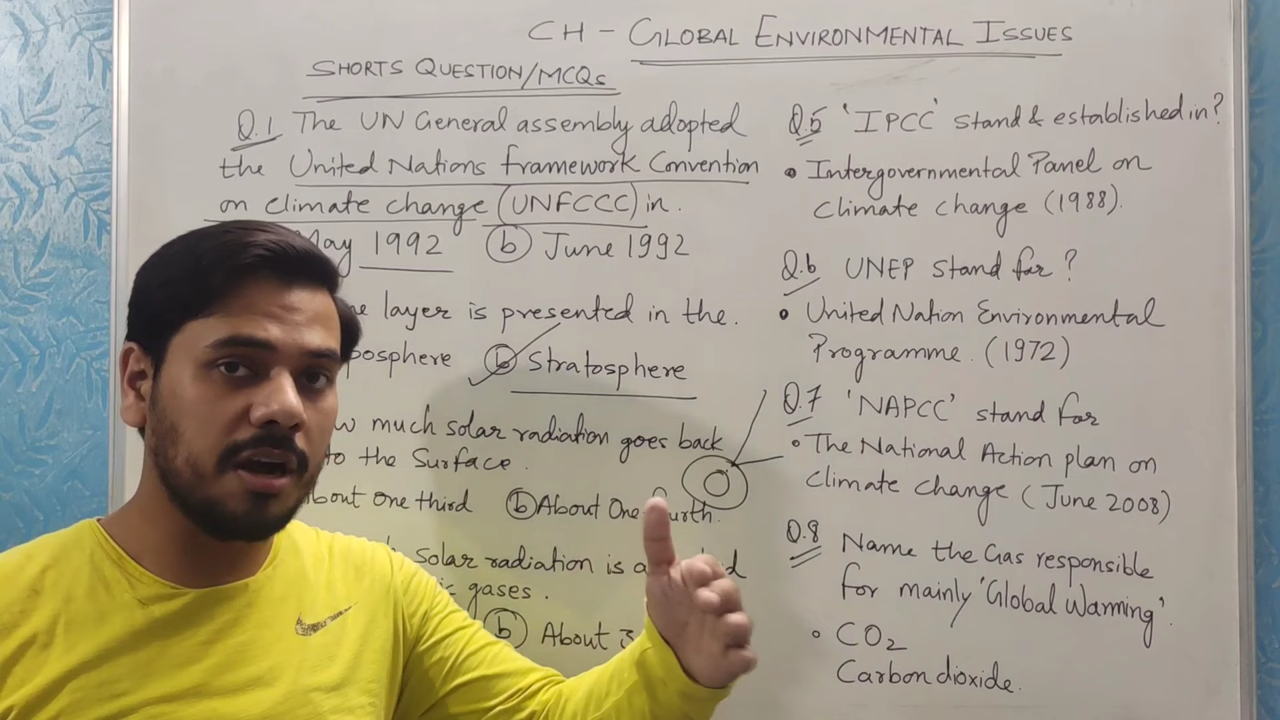 CH - GLOBAL ENVIRONMENTAL ISSUES
SHORTS QUESTION/MCQs
Q.1 The UN General assembly adopted
the United Nations framework Convention
on climate change (UNFCCC) in.
May 1992 (b) June 1992
layer is presented in the.
(b) Stratosphere
much solar radiation goes back
to the Surface.
About one third (b) About One
solar radiation is
gases.
(b) About
Q.5 'IPCC' stand & established in?
• Intergovernmental Panel on
climate change (1988).
Q.6 UNEP stand for?
• United Nation Environmental
Programme. (1972)
Q.7 'NAPCC' stand for
• The National Action plan on
climate change (June 2008)
Q.8 Name the Gas responsible
for mainly 'Global Warming'.
• CO₂
Carbondioxide.